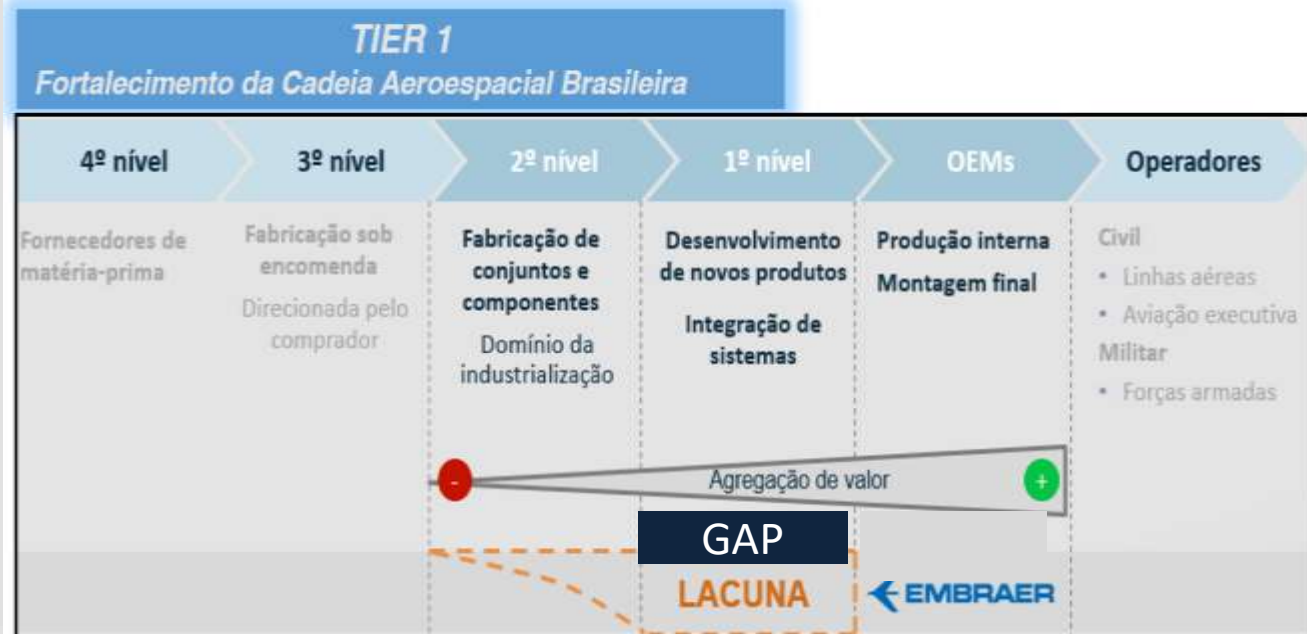 TIER 1
Fortalecimento da Cadeia Aeroespacial Brasileira
4º nível
3º nível
2º nível
1º nível
OEMs
Operadores
Fornecedores de
matéria-prima
Fabricação sob
encomenda
Direcionada pelo
comprador
Fabricação de
conjuntos e
componentes
Domínio da
industrialização
Desenvolvimento
de novos produtos
Integração de
sistemas
Produção interna
Montagem final
Civil
• Linhas aéreas
• Aviação executiva
Militar
• Forças armadas
-
Agregação de valor
+
GAP
LACUNA
EMBRAER